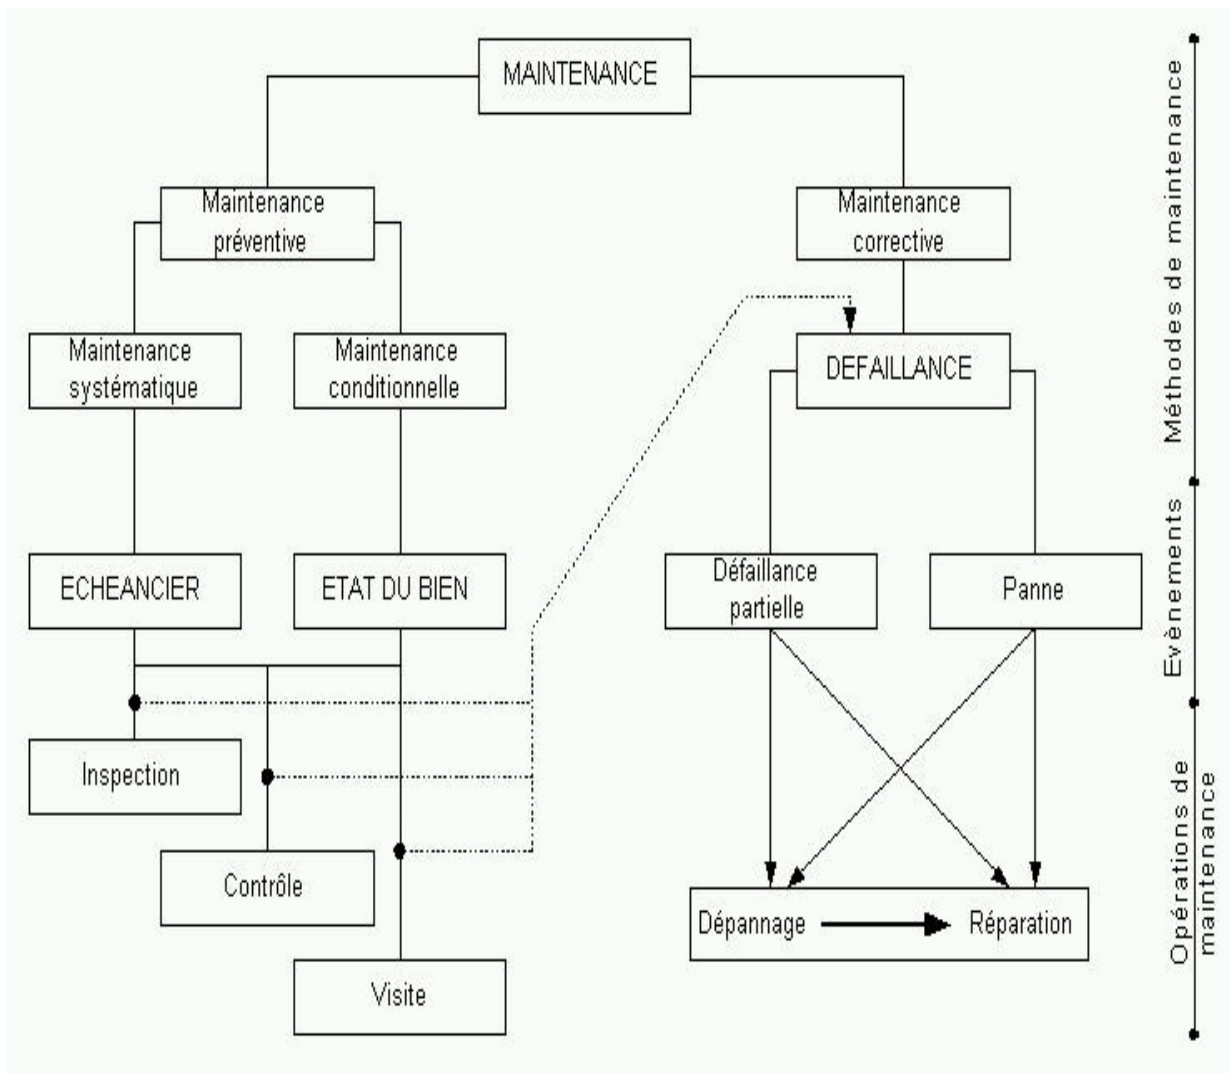 MAINTENANCE
Maintenance
préventive
Maintenance
corrective
Maintenance
systématique
Maintenance
conditionnelle
DEFAILLANCE
ECHEANCIER
ETAT DU BIEN
Défaillance
partielle
Panne
Inspection
Contrôle
Visite
Dépannage
Réparation
Méthodes de maintenance
Evènements
Opérations de
maintenance